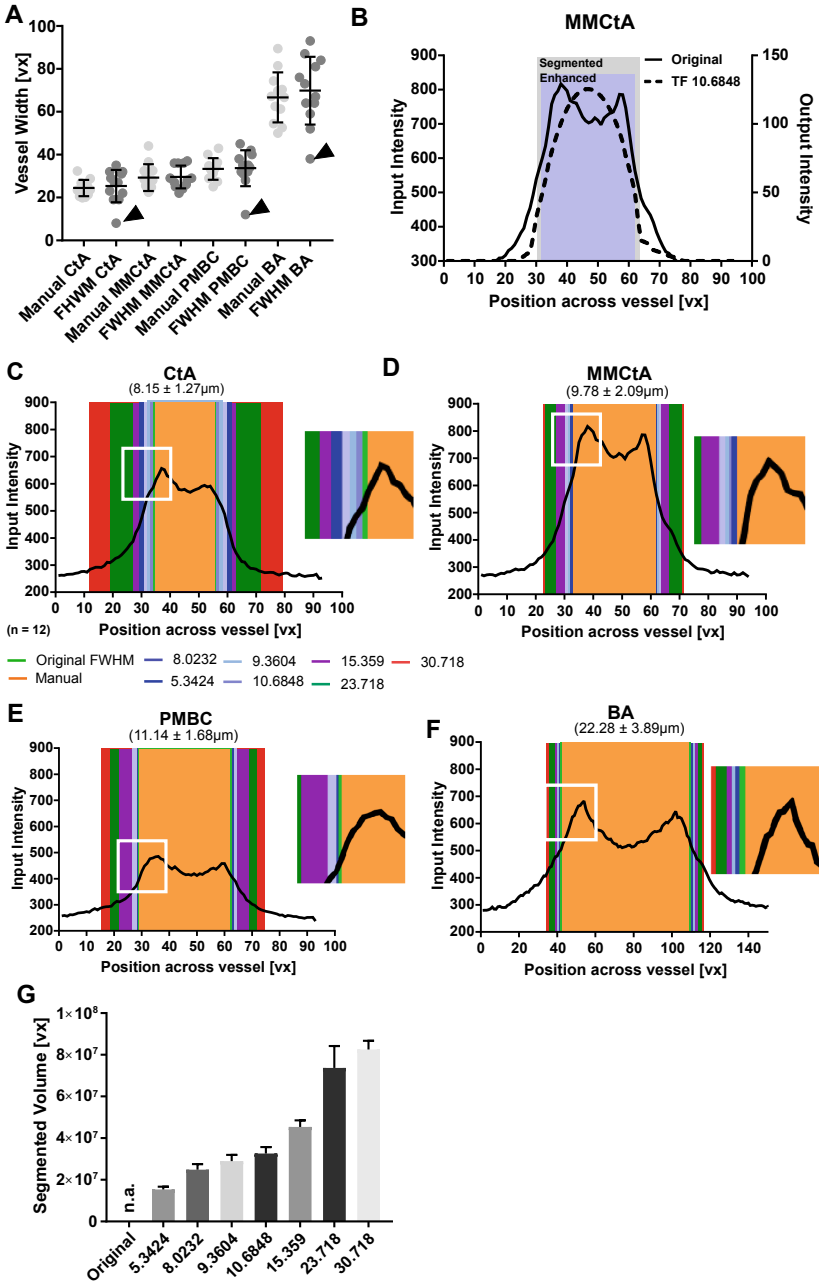 A
Vessel Width [vx]
100
80
60
40
20
0
Manual CtA
FHWM CtA
Manual MMCtA
FWHM MMCtA
Manual PMBC
FWHM PMBC
Manual BA
FWHM BA
B
MMCtA
Input Intensity
900
800
700
600
500
400
300
Segmented
Enhanced
Original
TF 10.6848
150
100
50
0
Output Intensity
0 10 20 30 40 50 60 70 80 90 100
Position across vessel [vx]
C
CtA
(8.15 ± 1.27µm)
Input Intensity
900
800
700
600
500
400
300
200
0 10 20 30 40 50 60 70 80 90 100
Position across vessel [vx]
(n = 12)
D
MMCtA
(9.78 ± 2.09µm)
Input Intensity
900
800
700
600
500
400
300
200
0 10 20 30 40 50 60 70 80 90 100
Position across vessel [vx]
Original FWHM 8.0232 9.3604 15.359 30.718
Manual 5.3424 10.6848 23.718
E
PMBC
(11.14 ± 1.68µm)
Input Intensity
900
800
700
600
500
400
300
200
0 10 20 30 40 50 60 70 80 90 100
Position across vessel [vx]
F
BA
(22.28 ± 3.89µm)
Input Intensity
900
800
700
600
500
400
300
200
0 20 40 60 80 100 120 140
Position across vessel [vx]
G
Segmented Volume [vx]
1×10⁸
8×10⁷
6×10⁷
4×10⁷
2×10⁷
0
n.a.
Original
5.3424
8.0232
9.3604
10.6848
15.359
23.718
30.718